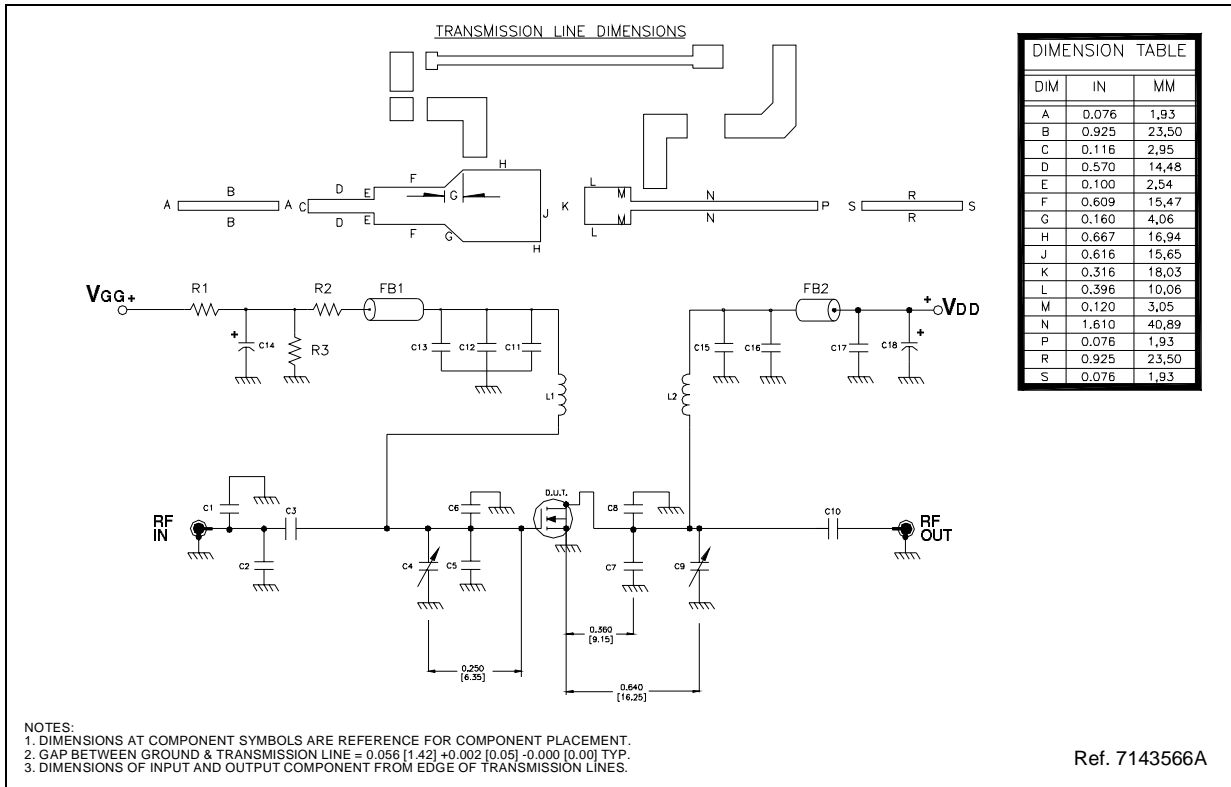 TRANSMISSION LINE DIMENSIONS
H
F
D
E
G
B
A
A
C
B
D
E
F
G
H
J
K
L
M
M
L
N
N
P
S
R
R
S
DIMENSION TABLE
DIM IN MM
A 0.076 1,93
B 0.925 23,50
C 0.116 2,95
D 0.570 14,48
E 0.100 2,54
F 0.609 15,47
G 0.160 4,06
H 0.667 16,94
J 0.616 15,65
K 0.316 18,03
L 0.396 10,06
M 0.120 3,05
N 1.610 40,89
P 0.076 1,93
R 0.925 23,50
S 0.076 1,93
VGG+
R1
R2
FB1
+
C14
R3
C13
C12
C11
L1
FB2
+
VDD
C15
C16
C17
C18
+
L2
RF
IN
C1
C2
C3
C4
C6
C5
D.U.T.
C8
C7
C9
C10
RF
OUT
0.250
[6.35]
0.360
[9.15]
0.640
[16.25]
NOTES:
1. DIMENSIONS AT COMPONENT SYMBOLS ARE REFERENCE FOR COMPONENT PLACEMENT.
2. GAP BETWEEN GROUND & TRANSMISSION LINE = 0.056 [1.42] +0.002 [0.05] -0.000 [0.00] TYP.
3. DIMENSIONS OF INPUT AND OUTPUT COMPONENT FROM EDGE OF TRANSMISSION LINES.
Ref. 7143566A